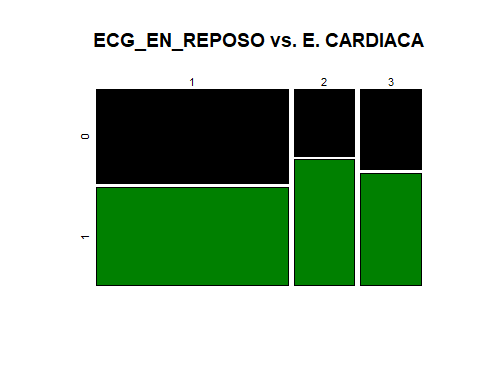 ECG_EN_REPOSO vs. E. CARDIACA
1 2 3
0
1